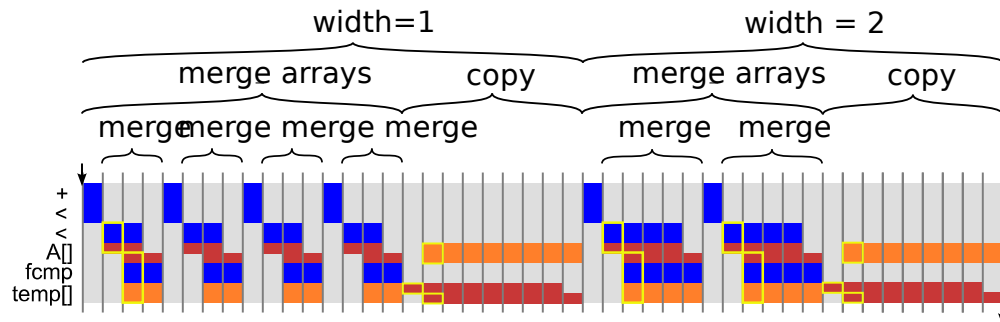 width=1 width = 2
merge arrays copy merge arrays copy
merge merge merge merge merge merge
+
<
<
A[]
fcmp
temp[]